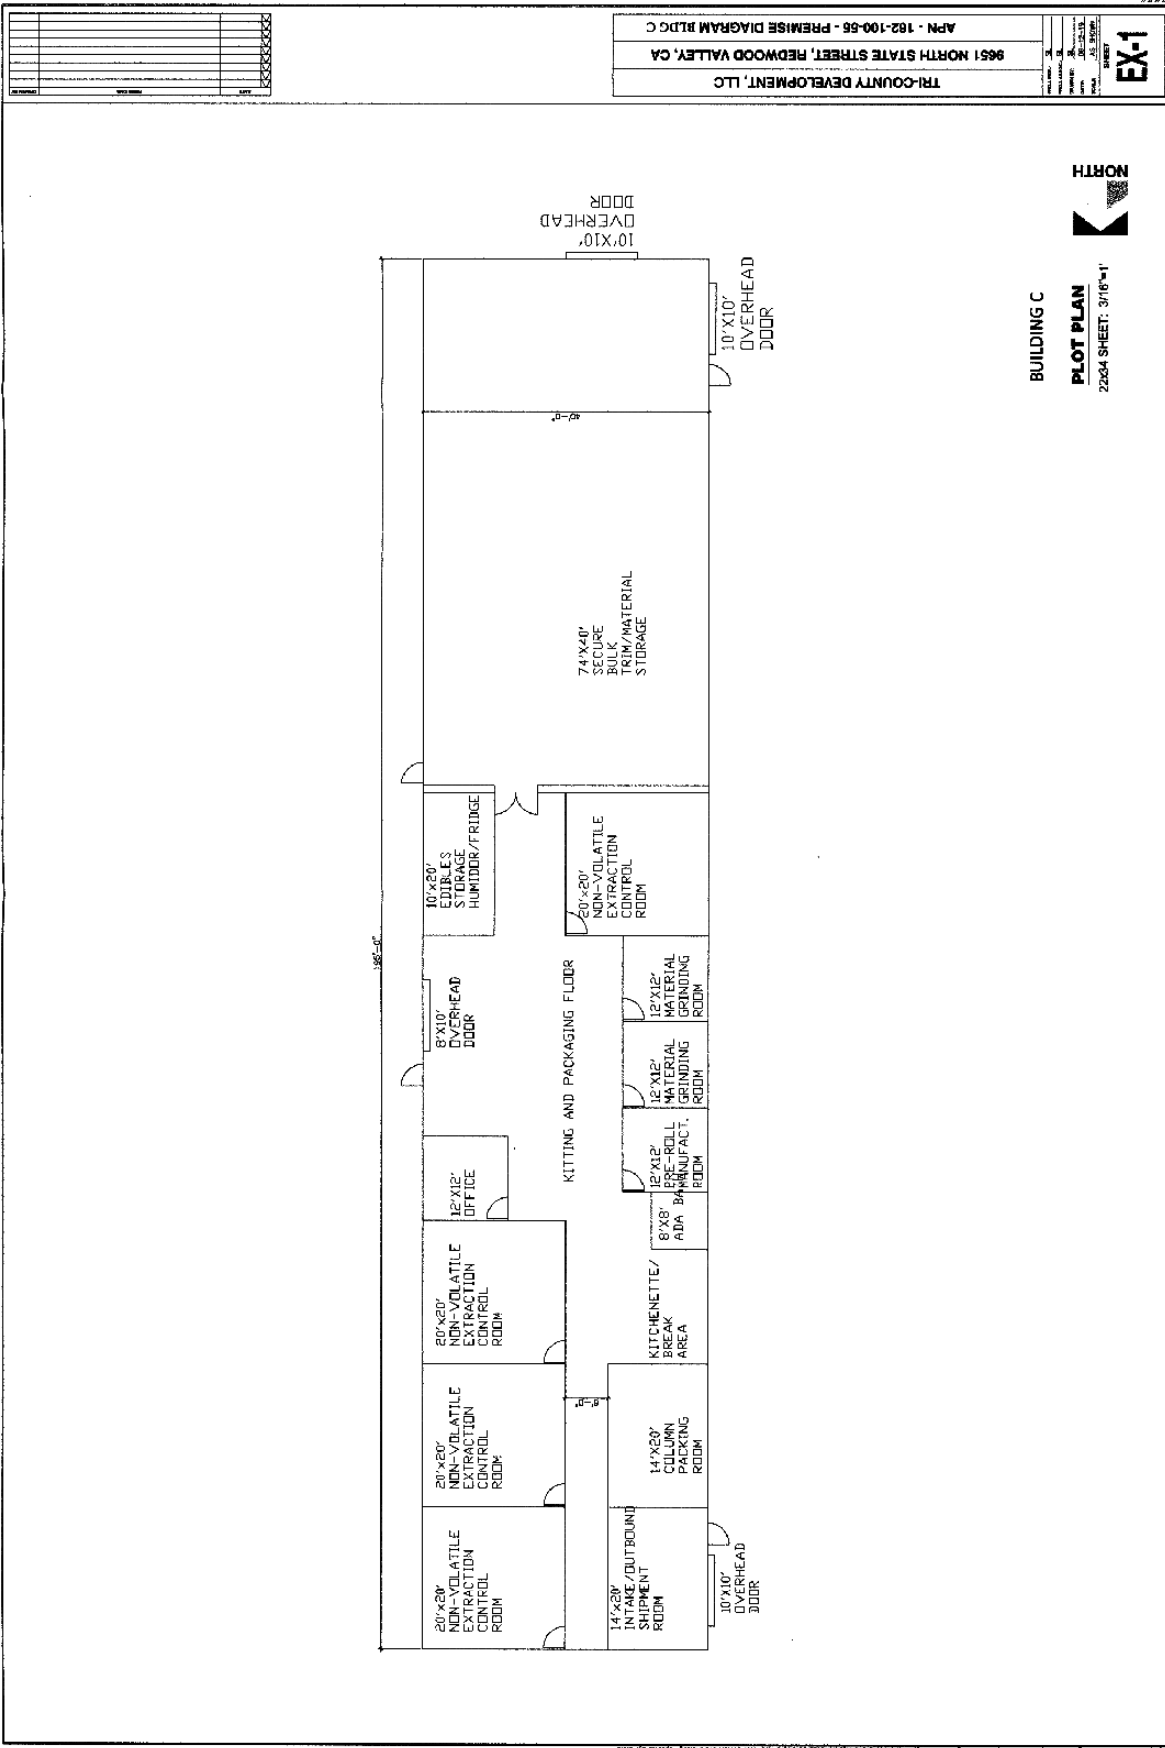 APN - 182-100-55 - PREMISE DIAGRAM BLDG C
9651 NORTH STATE STREET, REDWOOD VALLEY, CA
TRI-COUNTY DEVELOPMENT, LLC
SHEET
EX-1
NORTH
BUILDING C
PLOT PLAN
22x34 SHEET: 3/16"=1'
10'X10'
OVERHEAD
DOOR
10'X10'
OVERHEAD
DOOR
40'-0"
74'X40'
SECURE
BULK
TRIM/MATERIAL
STORAGE
10'x20'
EDIBLES
STORAGE
HUMIDOR/FRIDGE
20'x20'
NON-VOLATILE
EXTRACTION
CONTROL
ROOM
195'-0"
8'X10'
OVERHEAD
DOOR
KITTING AND PACKAGING FLOOR
12'X12'
MATERIAL
GRINDING
ROOM
12'X12'
MATERIAL
GRINDING
ROOM
12'X12'
PRE-ROLL
MANUFACT.
ROOM
12'X12'
OFFICE
8'X8'
ADA
20'x20'
NON-VOLATILE
EXTRACTION
CONTROL
ROOM
KITCHENETTE/
BREAK
AREA
20'x20'
NON-VOLATILE
EXTRACTION
CONTROL
ROOM
14'X20'
COLUMN
PACKING
ROOM
20'x20'
NON-VOLATILE
EXTRACTION
CONTROL
ROOM
14'x20'
INTAKE/OUTBOUND
SHIPMENT
ROOM
10'X10'
OVERHEAD
DOOR